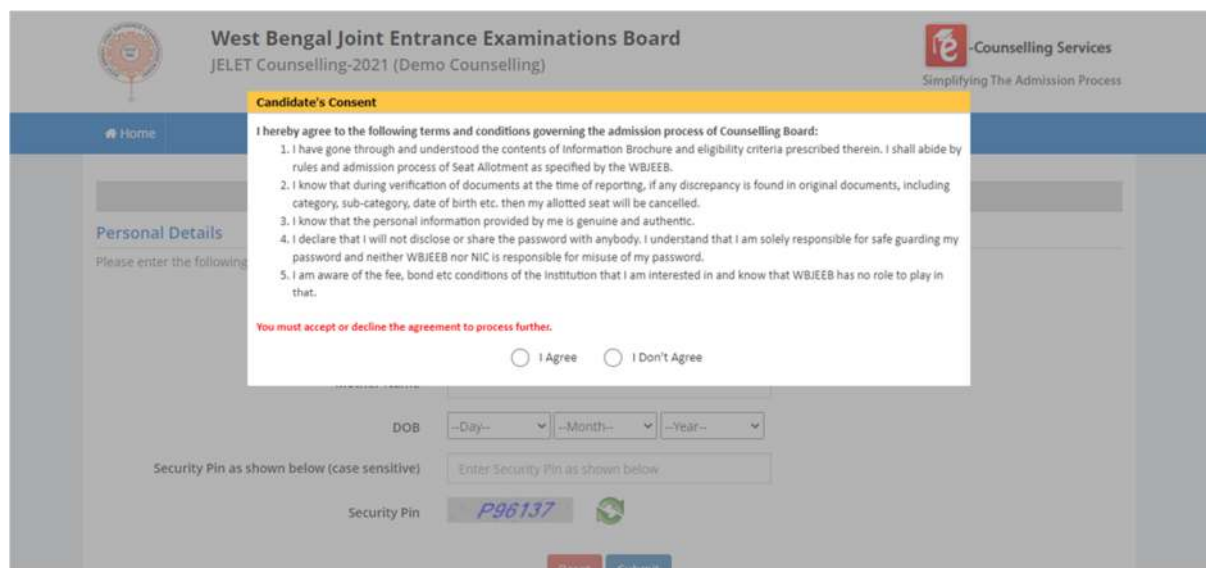 West Bengal Joint Entrance Examinations Board
JELET Counselling-2021 (Demo Counselling)
e-Counselling Services
Simplifying The Admission Process
Home
Candidate's Consent
I hereby agree to the following terms and conditions governing the admission process of Counselling Board:
1. I have gone through and understood the contents of Information Brochure and eligibility criteria prescribed therein. I shall abide by
rules and admission process of Seat Allotment as specified by the WBJEEB.
2. I know that during verification of documents at the time of reporting, if any discrepancy is found in original documents, including
category, sub-category, date of birth etc. then my allotted seat will be cancelled.
3. I know that the personal information provided by me is genuine and authentic.
4. I declare that I will not disclose or share the password with anybody. I understand that I am solely responsible for safe guarding my
password and neither WBJEEB nor NIC is responsible for misuse of my password.
5. I am aware of the fee, bond etc conditions of the Institution that I am interested in and know that WBJEEB has no role to play in
that.
You must accept or decline the agreement to process further.
I Agree I Don't Agree
Personal Details
Please enter the following
Mother Name
DOB --Day-- --Month-- --Year--
Security Pin as shown below (case sensitive) Enter Security Pin as shown below
Security Pin P96137
Reset Submit